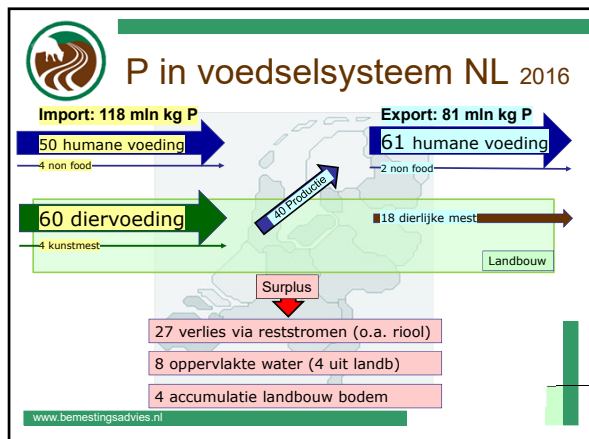 P in voedselsysteem NL 2016
Import: 118 mln kg P
Export: 81 mln kg P
50 humane voeding
61 humane voeding
4 non food
2 non food
40 Productie
60 diervoeding
18 dierlijke mest
4 kunstmest
Landbouw
Surplus
27 verlies via reststromen (o.a. riool)
8 oppervlakte water (4 uit landb)
4 accumulatie landbouw bodem
www.bemestingsadvies.nl